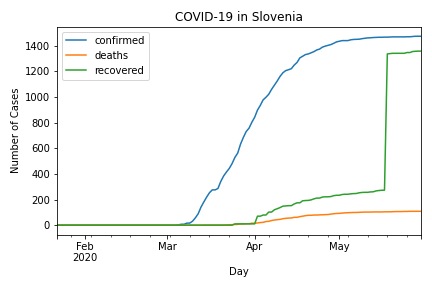 COVID-19 in Slovenia
confirmed
deaths
recovered
Number of Cases
1400
1200
1000
800
600
400
200
0
Feb
2020
Mar
Apr
May
Day